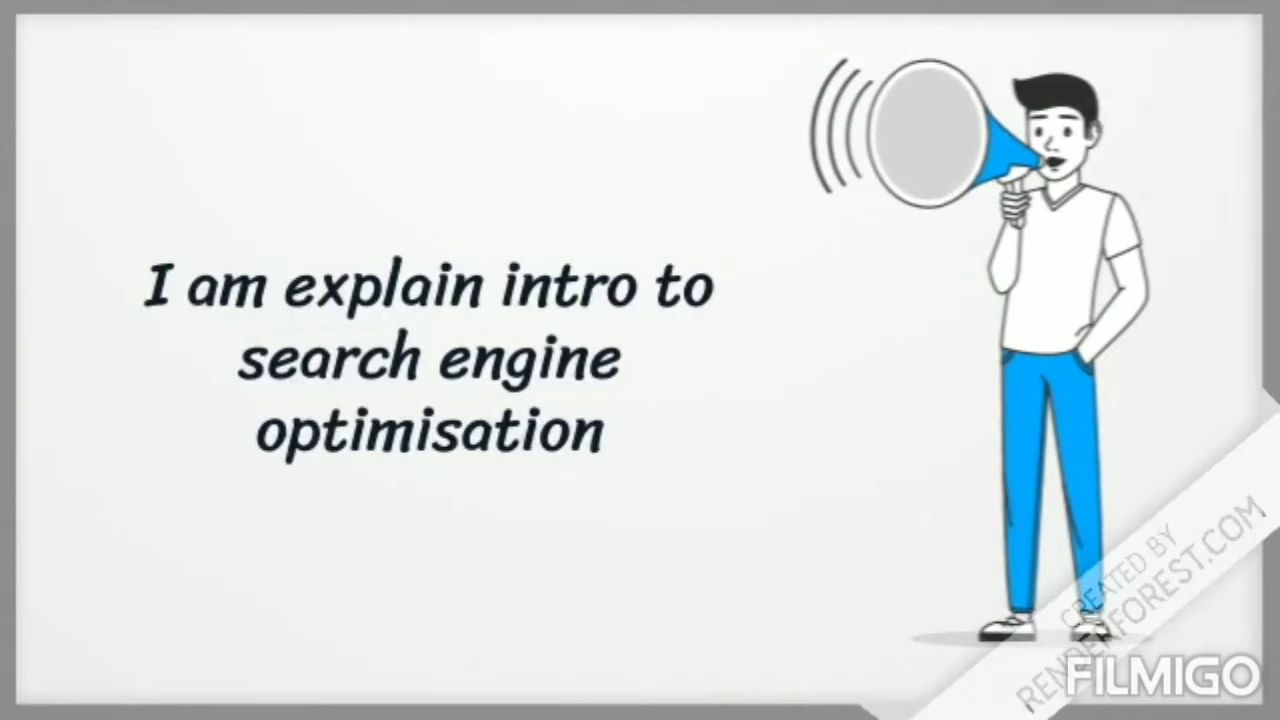 I am explain intro to
search engine
optimisation
CREATED BY
RENDERFOREST.COM
FILMIGO